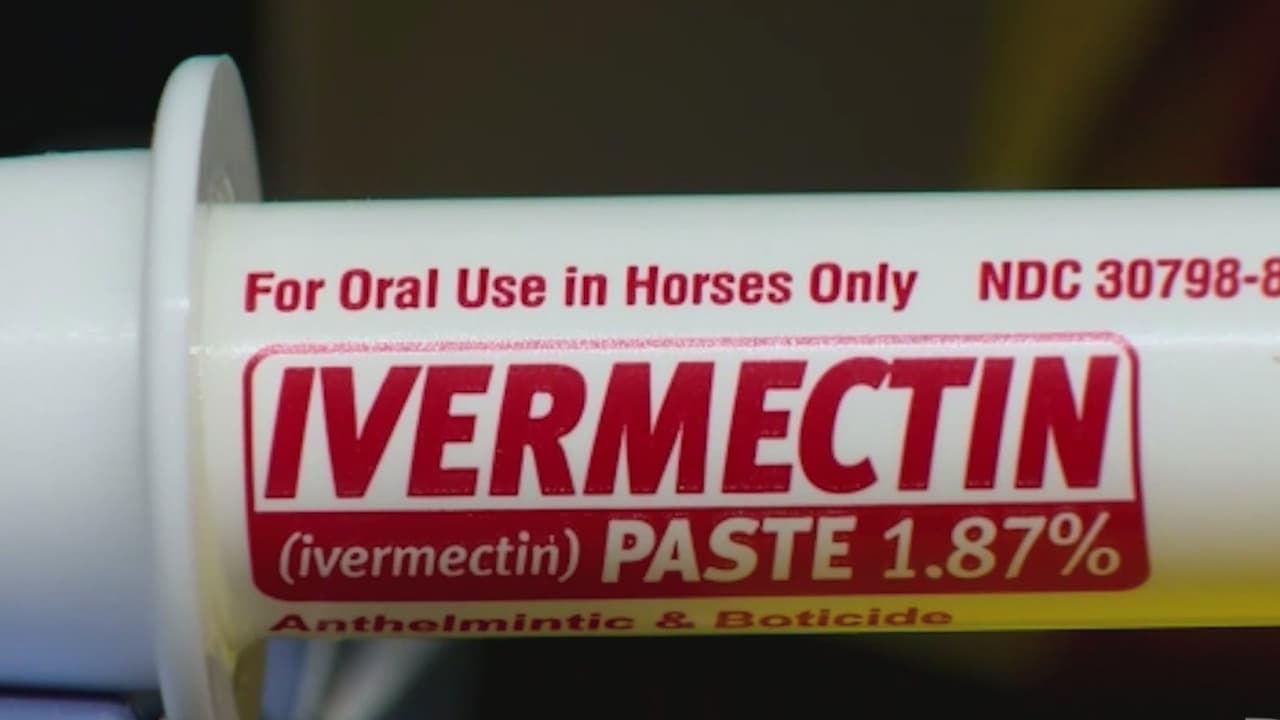 For Oral Use in Horses Only NDC 30798-8
IVERMECTIN
(ivermectin) PASTE 1.87%
Anthelmintic & Boticide